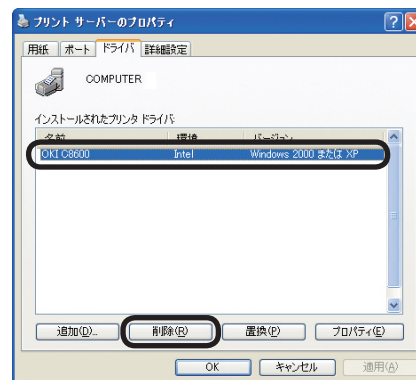 プリント サーバーのプロパティ
用紙 ポート ドライバ 詳細設定
COMPUTER
インストールされたプリンタ ドライバ:
名前 環境 バージョン
OKI C8600 Intel Windows 2000 または XP
追加(D)... 削除(R) 置換(P) プロパティ(E)
OK キャンセル 適用(A)